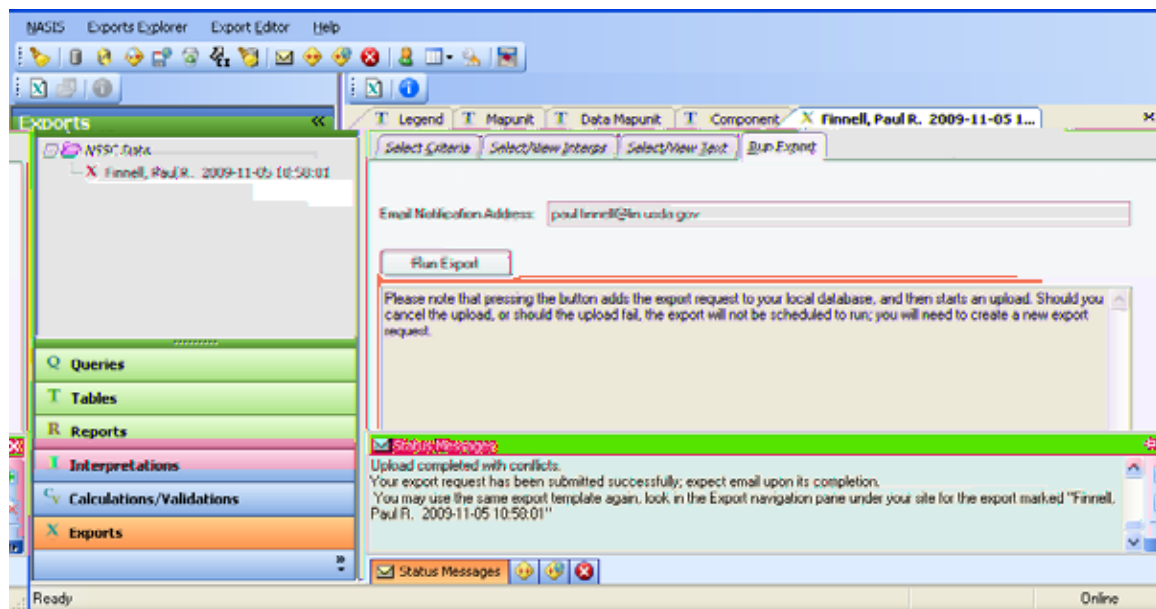 NASIS Exports Explorer Export Editor Help
Exports «
T Legend T Mapunit T Data Mapunit T Component X Finnell, Paul R. 2009-11-05 1...
NSSC Data
X Finnell, Paul R. 2009-11-05 10:58:01
Select Criteria Select/View Interps Select/View Text Run Export
Email Notification Address: paul.finnell@lin.usda.gov
Run Export
Please note that pressing the button adds the export request to your local database, and then starts an upload. Should you
cancel the upload, or should the upload fail, the export will not be scheduled to run; you will need to create a new export
request.
Q Queries
T Tables
R Reports
I Interpretations
Cv Calculations/Validations
X Exports
Status Messages
Upload completed with conflicts.
Your export request has been submitted successfully; expect email upon its completion.
You may use the same export template again, look in the Export navigation pane under your site for the export marked "Finnell,
Paul R. 2009-11-05 10:58:01"
Status Messages
Ready Online